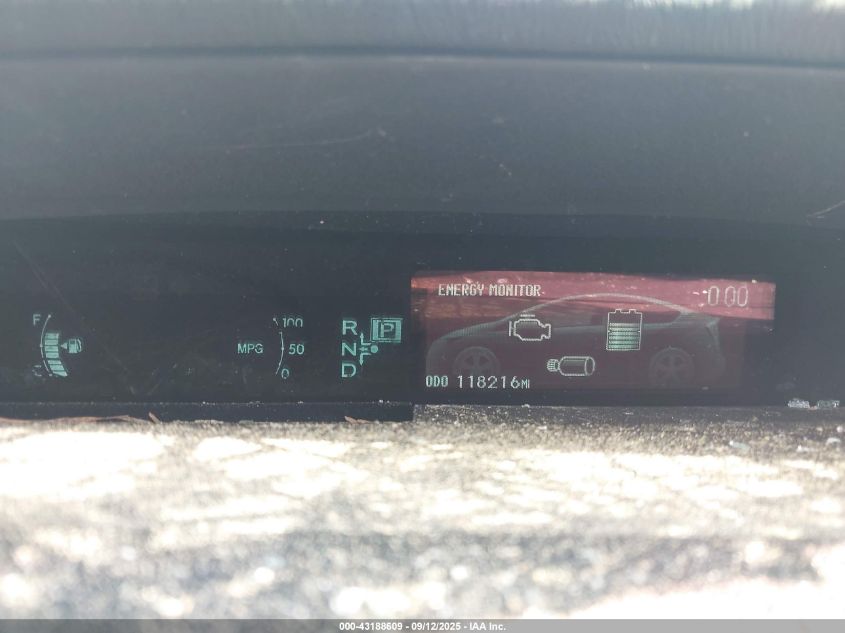 ENERGY MONITOR
0:00
F
100
MPG 50
0
R P
N
D
ODO 118216MI
000-43188609 - 09/12/2025 - IAA Inc.